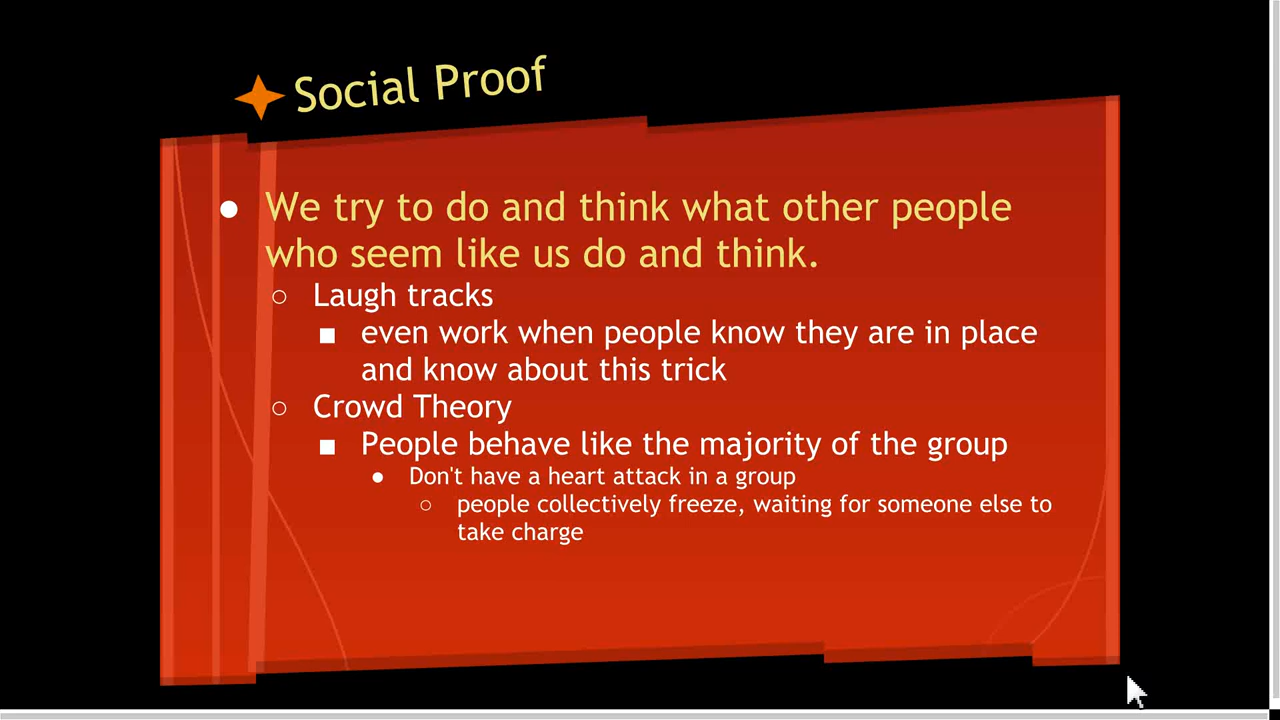 Social Proof
● We try to do and think what other people
who seem like us do and think.
○ Laugh tracks
■ even work when people know they are in place
and know about this trick
○ Crowd Theory
■ People behave like the majority of the group
● Don't have a heart attack in a group
○ people collectively freeze, waiting for someone else to
take charge